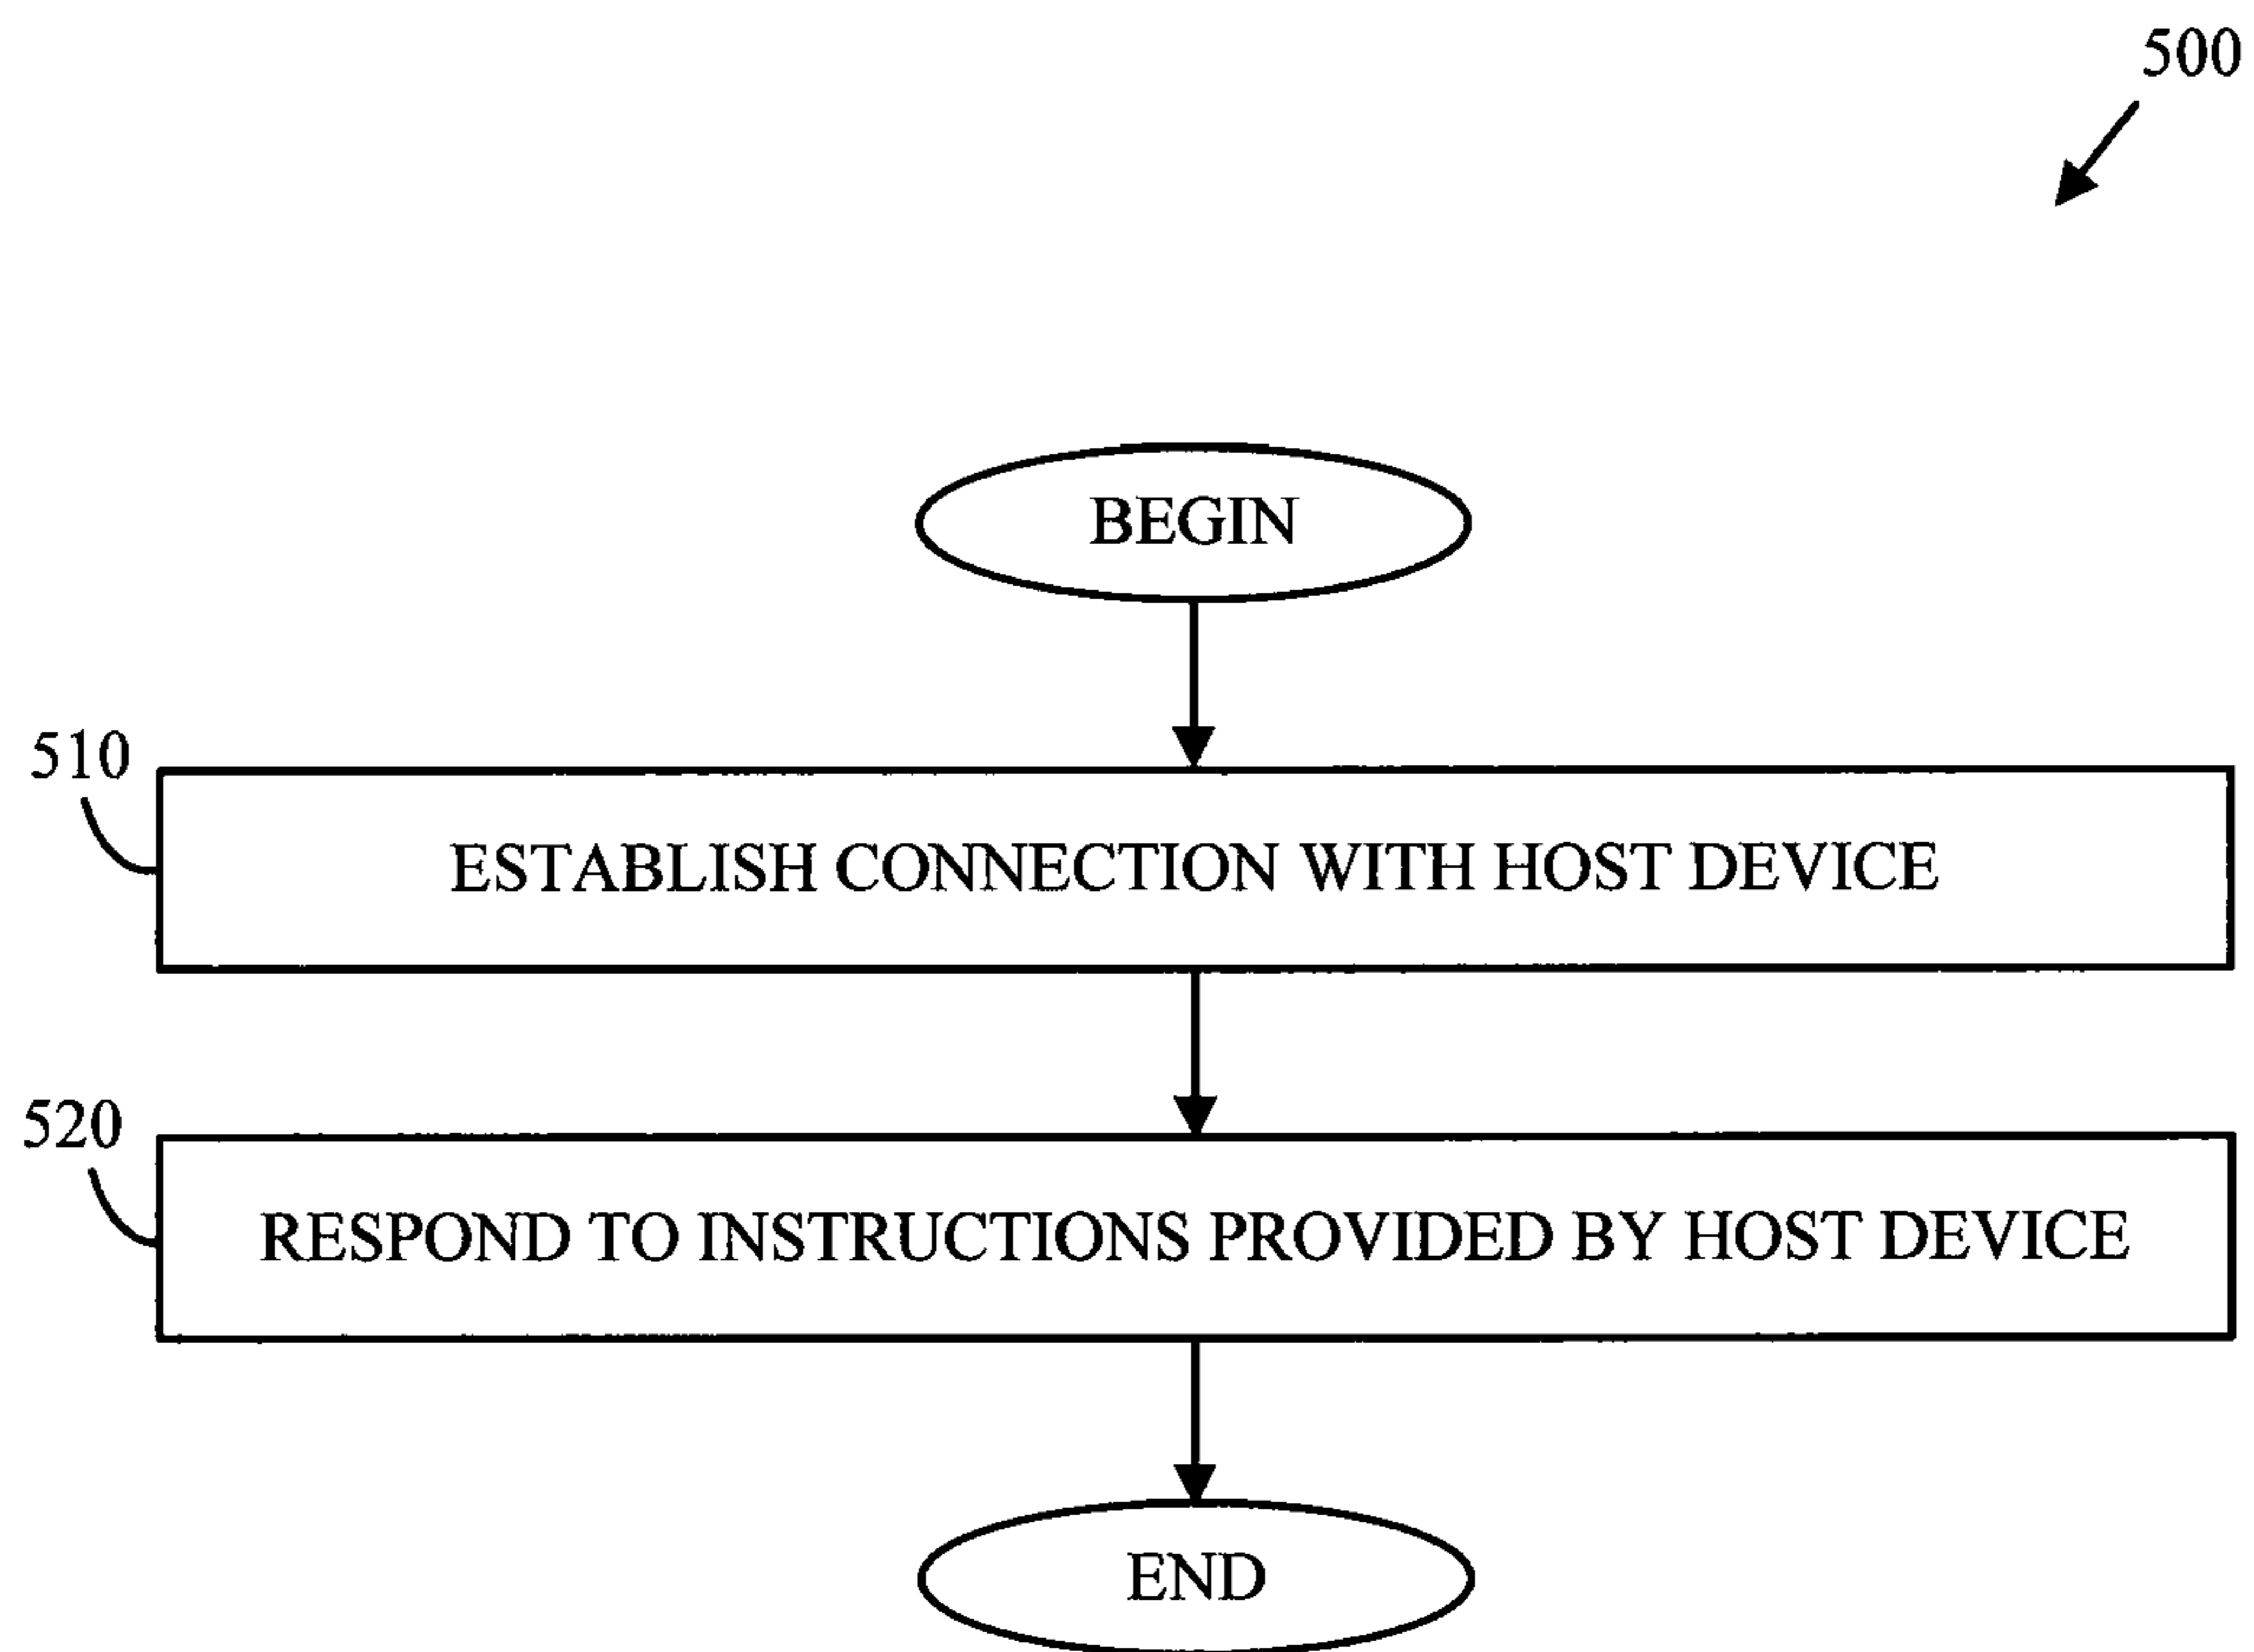 500
BEGIN
510
ESTABLISH CONNECTION WITH HOST DEVICE
520
RESPOND TO INSTRUCTIONS PROVIDED BY HOST DEVICE
END